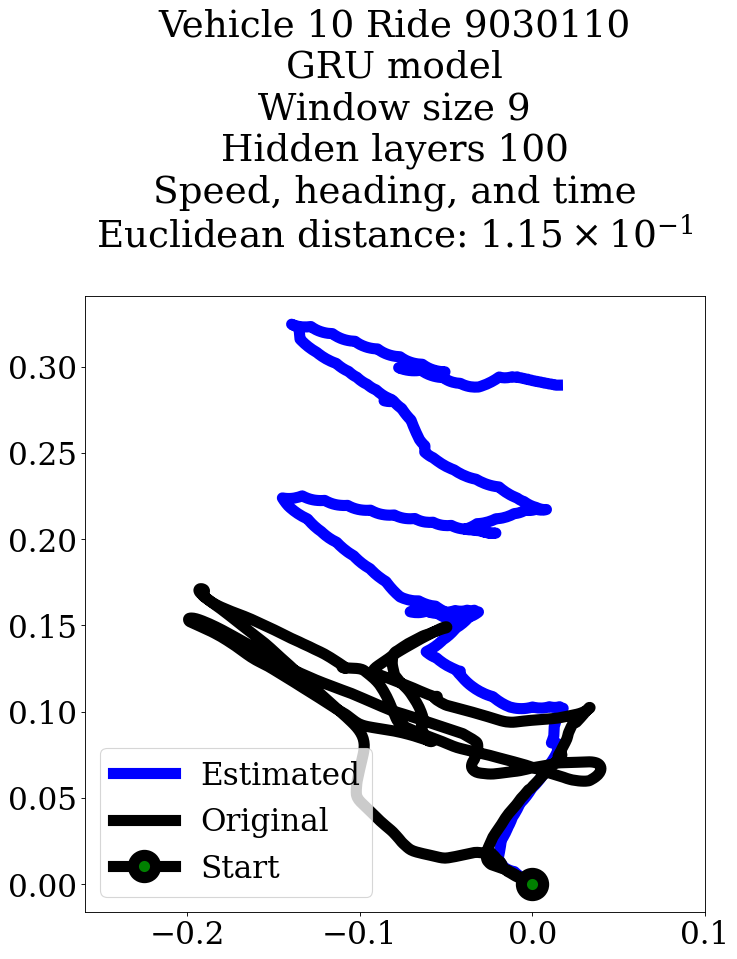 Vehicle 10 Ride 9030110
GRU model
Window size 9
Hidden layers 100
Speed, heading, and time
Euclidean distance: 1.15 × 10⁻¹
0.30
0.25
0.20
0.15
0.10
0.05
0.00
Estimated
Original
Start
−0.2 −0.1 0.0 0.1